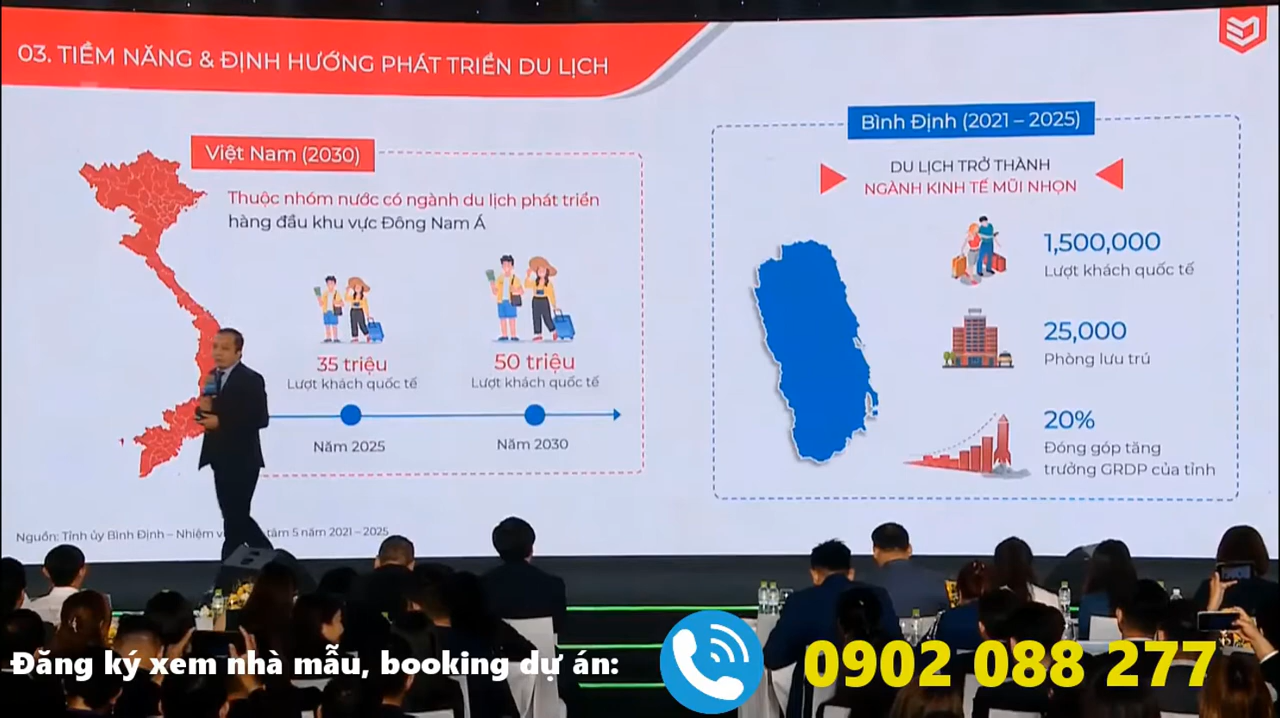 03. TIỀM NĂNG & ĐỊNH HƯỚNG PHÁT TRIỂN DU LỊCH
Việt Nam (2030)
Thuộc nhóm nước có ngành du lịch phát triển
hàng đầu khu vực Đông Nam Á
35 triệu
Lượt khách quốc tế
50 triệu
Lượt khách quốc tế
Năm 2025
Năm 2030
Bình Định (2021 – 2025)
DU LỊCH TRỞ THÀNH
NGÀNH KINH TẾ MŨI NHỌN
1,500,000
Lượt khách quốc tế
25,000
Phòng lưu trú
20%
Đóng góp tăng
trưởng GRDP của tỉnh
Nguồn: Tỉnh ủy Bình Định – Nhiệm tâm 5 năm 2021 – 2025
Đăng ký xem nhà mẫu, booking dự án:
0902 088 277